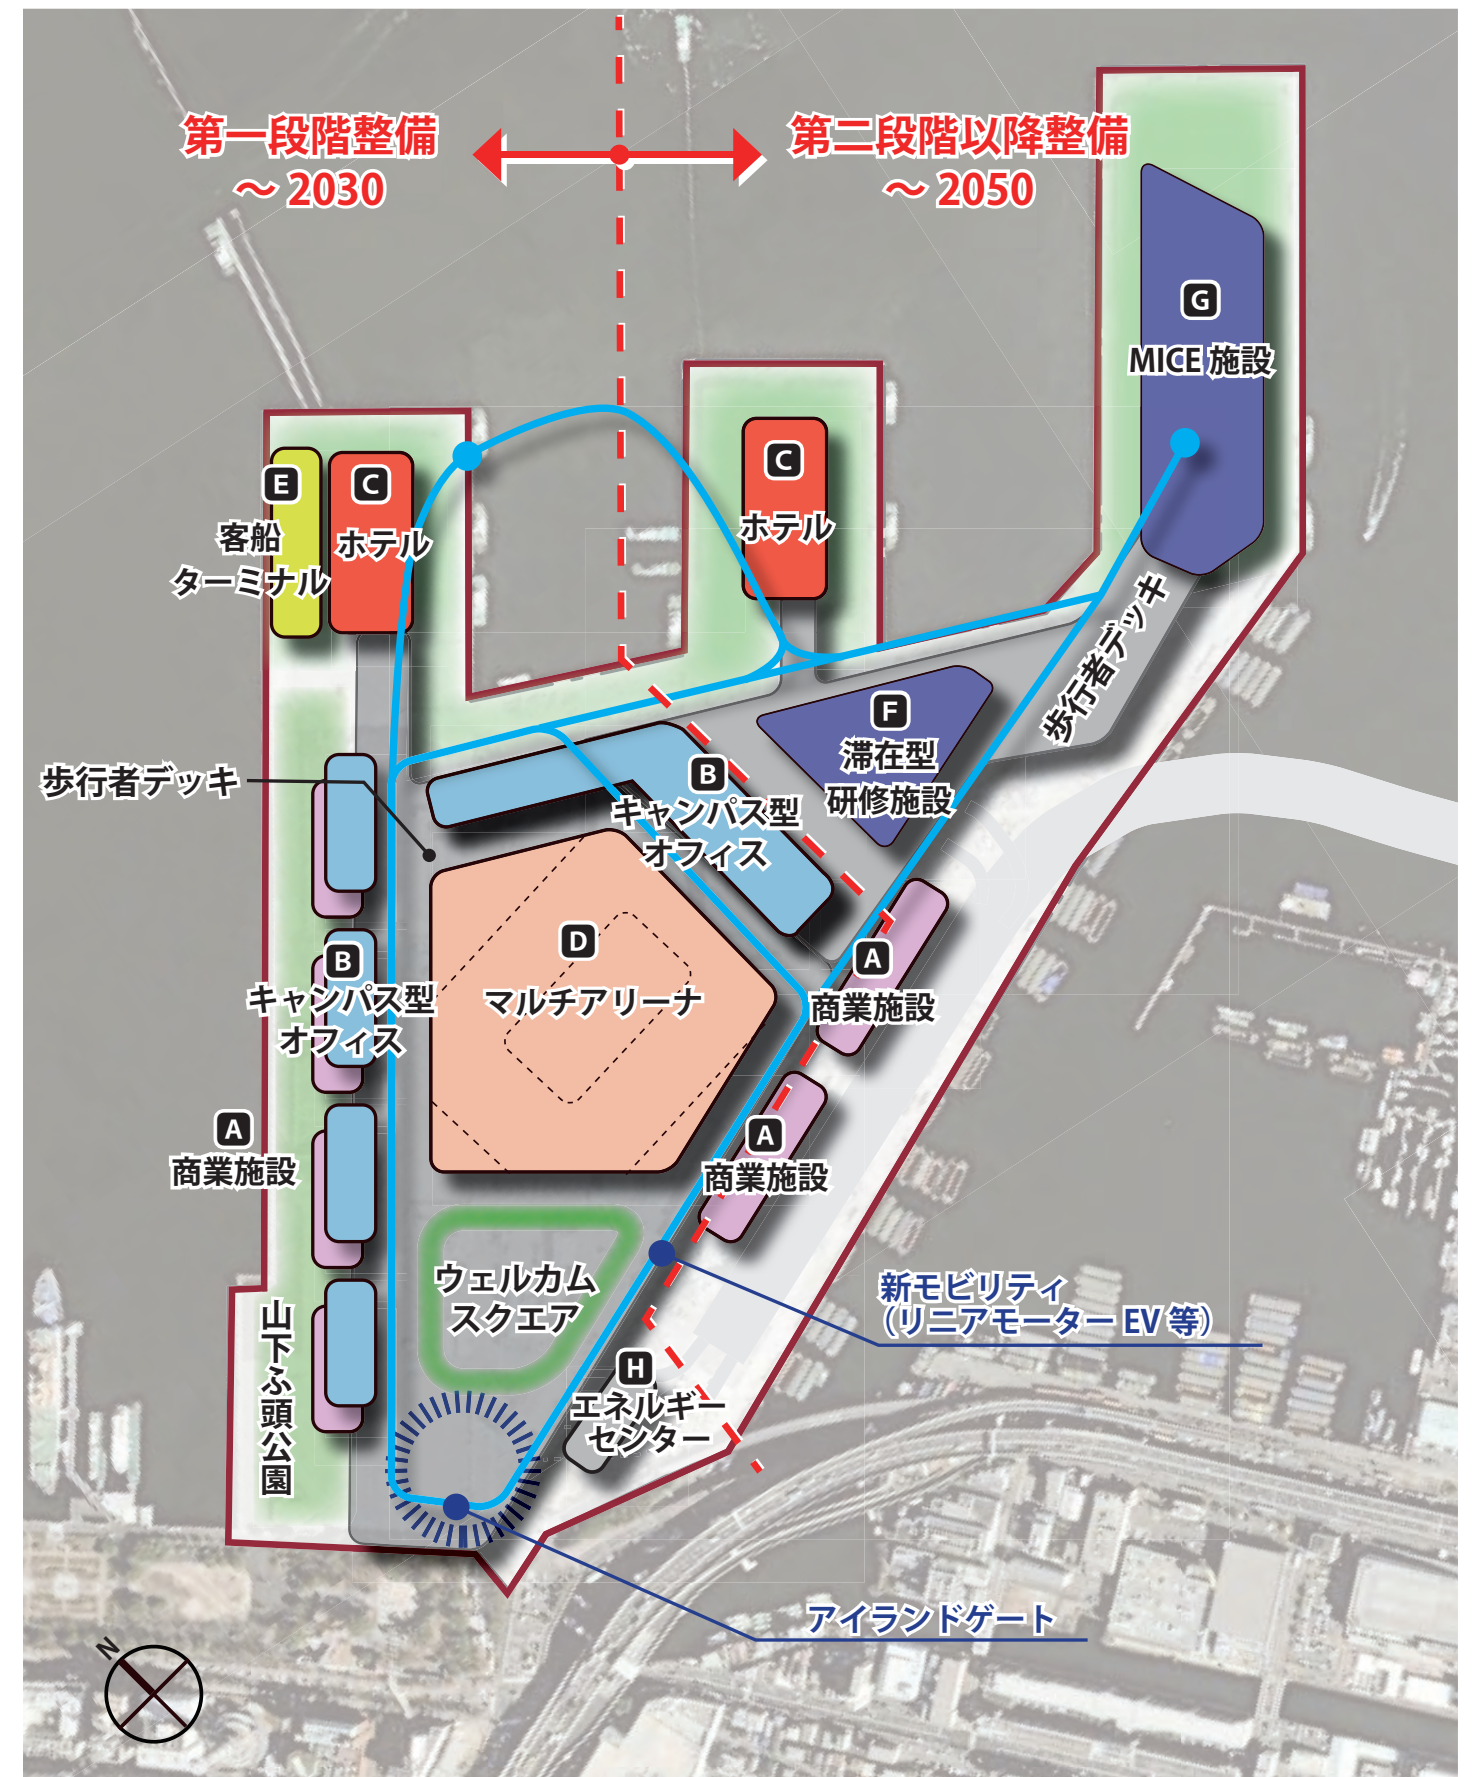 第一段階整備
～ 2030
第二段階以降整備
～ 2050
G
MICE 施設
E
客船
ターミナル
C
ホテル
C
ホテル
歩行者デッキ
F
滞在型
研修施設
歩行者デッキ
B
キャンパス型
オフィス
D
マルチアリーナ
B
キャンパス型
オフィス
A
商業施設
A
商業施設
A
商業施設
ウェルカム
スクエア
新モビリティ
（リニアモーター EV 等）
山下ふ頭公園
H
エネルギー
センター
アイランドゲート
N